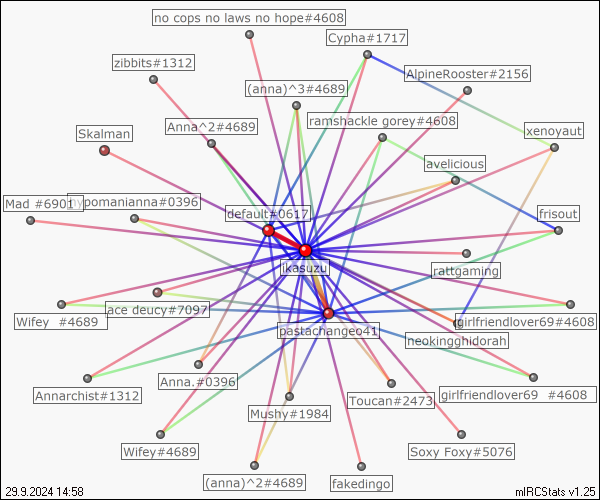 no cops no laws no hope#4608
Cypha#1717
zibbits#1312
AlpineRooster#2156
(anna)^3#4689
Anna^2#4689
ramshackle gorey#4608
xenoyaut
Skalman
avelicious
Mad #6901
ypomanianna#0396
default#0617
frisout
jkasuzu
rattgaming
Wifey #4689
ace deucy#7097
girlfriendlover69#4608
pastachangeo41
neokingghidorah
Annarchist#1312
Anna.#0396
Toucan#2473
girlfriendlover69 #4608
Mushy#1984
Wifey#4689
Soxy Foxy#5076
(anna)^2#4689
fakedingo
29.9.2024 14:58
mIRCStats v1.25